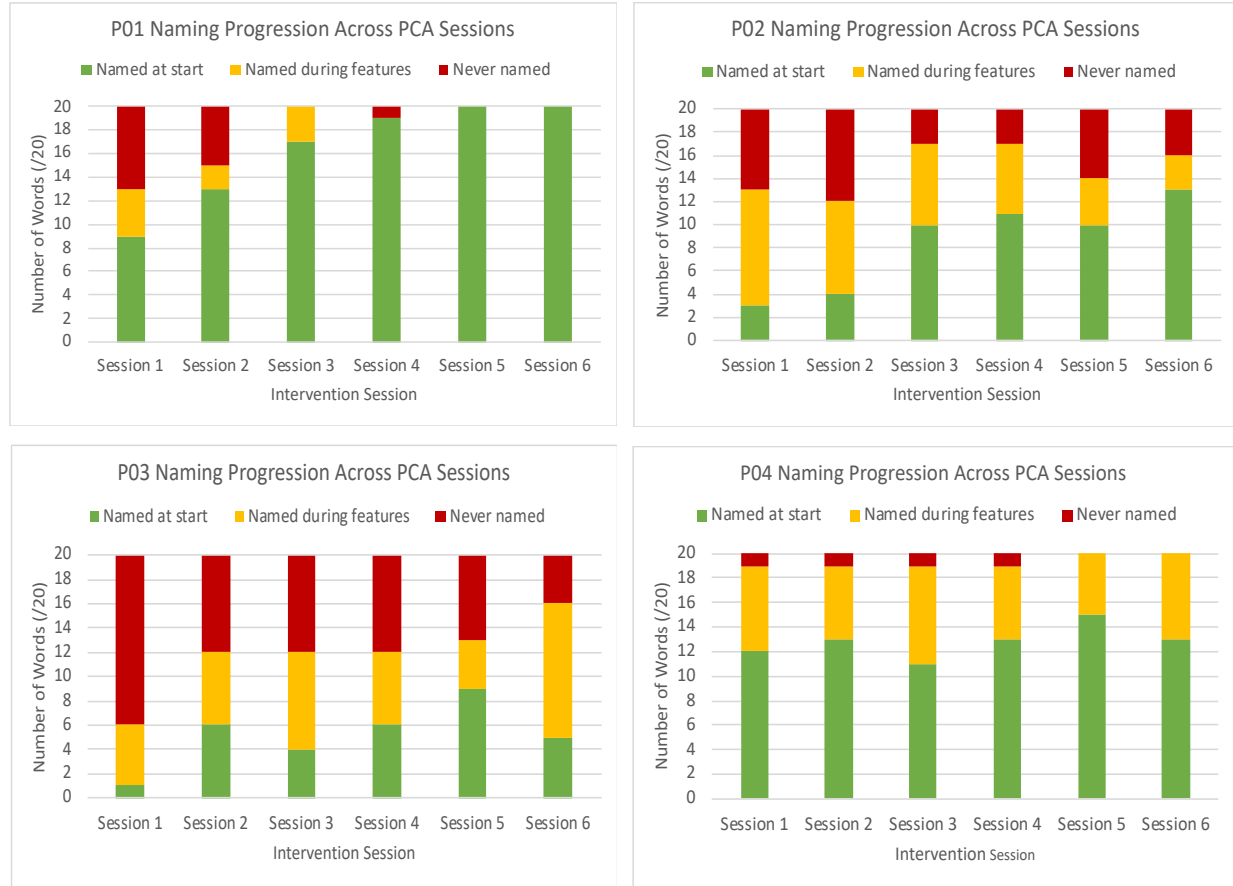 P01 Naming Progression Across PCA Sessions
Named at start Named during features Never named
20
18
16
14
12
10
8
6
4
2
0
Number of Words (/20)
Session 1 Session 2 Session 3 Session 4 Session 5 Session 6
Intervention Session
P02 Naming Progression Across PCA Sessions
Named at start Named during features Never named
20
18
16
14
12
10
8
6
4
2
0
Number of Words (/20)
Session 1 Session 2 Session 3 Session 4 Session 5 Session 6
Intervention Session
P03 Naming Progression Across PCA Sessions
Named at start Named during features Never named
20
18
16
14
12
10
8
6
4
2
0
Number of Words (/20)
Session 1 Session 2 Session 3 Session 4 Session 5 Session 6
Intervention Session
P04 Naming Progression Across PCA Sessions
Named at start Named during features Never named
20
18
16
14
12
10
8
6
4
2
0
Number of Words (/20)
Session 1 Session 2 Session 3 Session 4 Session 5 Session 6
Intervention Session